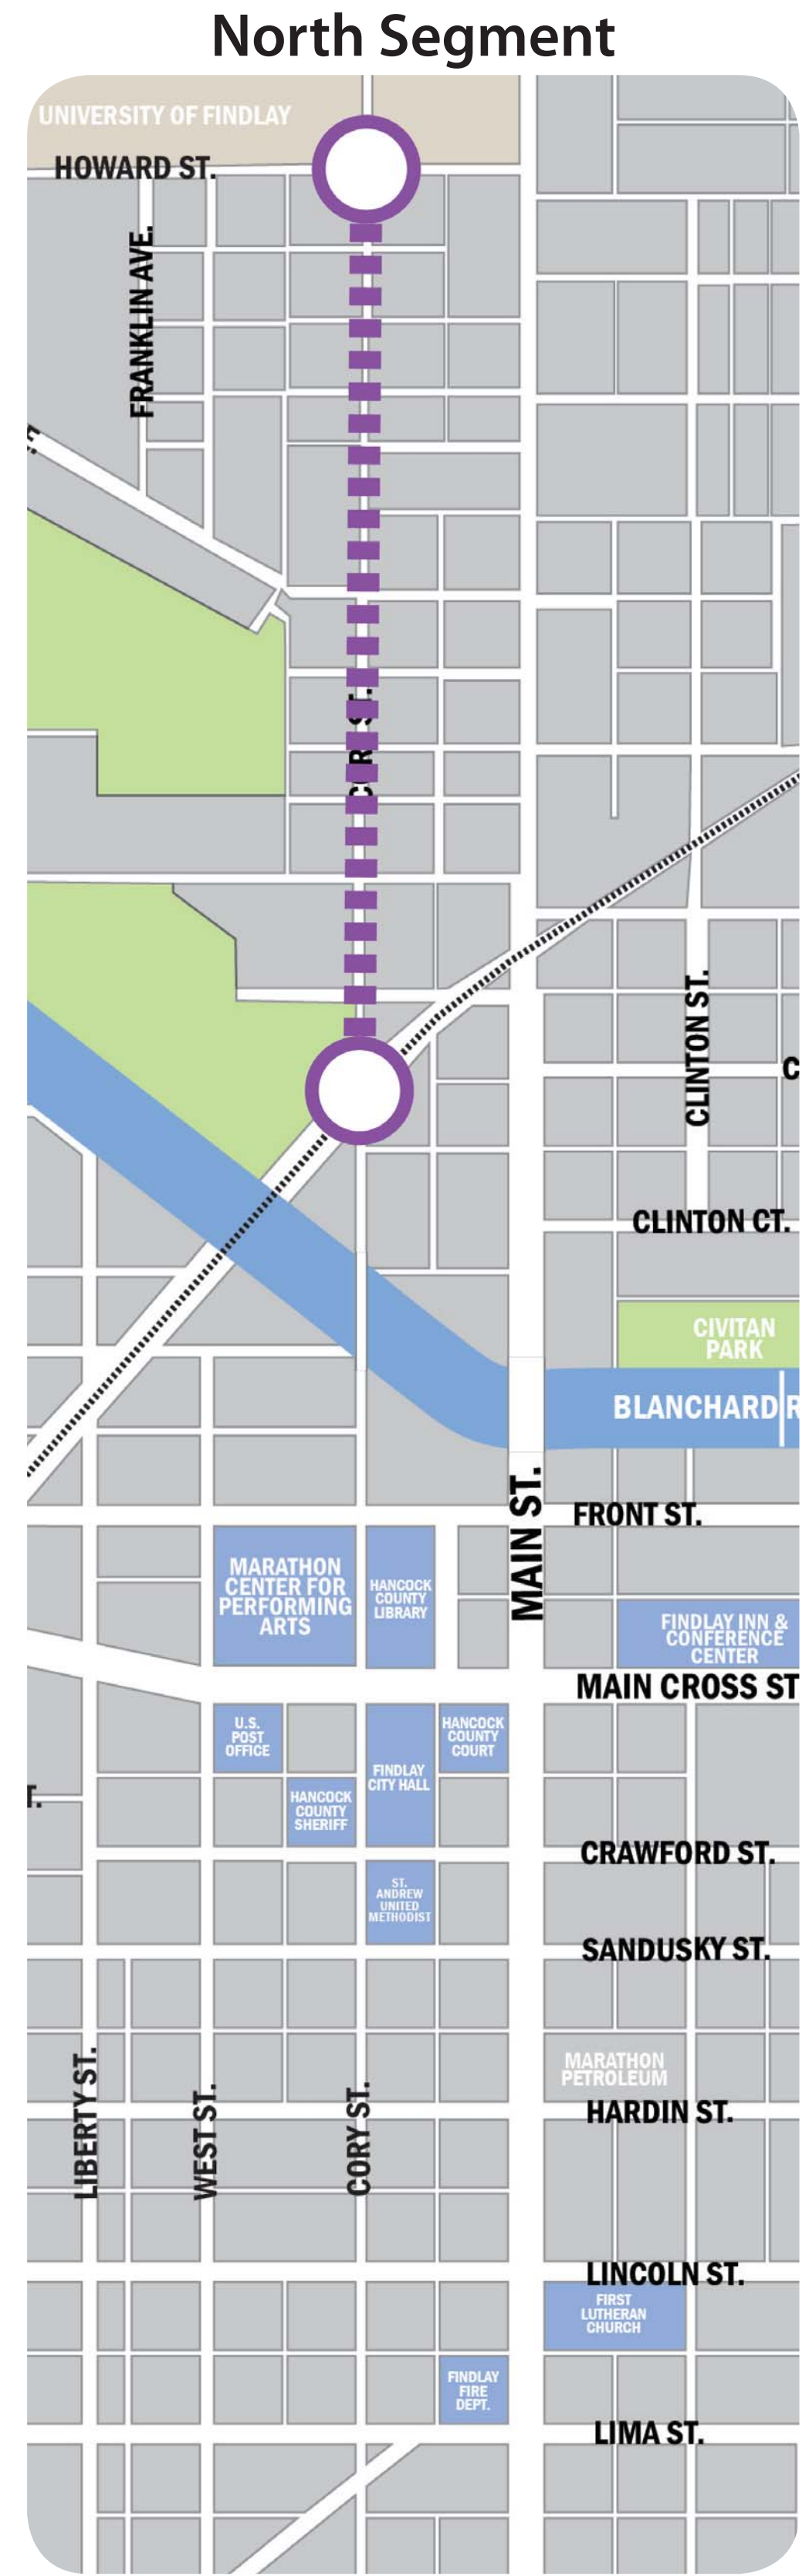 North Segment
UNIVERSITY OF FINDLAY
HOWARD ST.
FRANKLIN AVE.
CLINTON ST.
CLINTON CT.
CIVITAN
PARK
BLANCHARD R
MAIN ST.
FRONT ST.
MARATHON
CENTER FOR
PERFORMING
ARTS
HANCOCK
COUNTY
LIBRARY
FINDLAY INN &
CONFERENCE
CENTER
MAIN CROSS ST
U.S.
POST
OFFICE
HANCOCK
COUNTY
COURT
FINDLAY
CITY HALL
HANCOCK
COUNTY
SHERIFF
T.
CRAWFORD ST.
ST.
ANDREW
UNITED
METHODIST
SANDUSKY ST.
MARATHON
PETROLEUM
LIBERTY ST.
WEST ST.
CORY ST.
HARDIN ST.
LINCOLN ST.
FIRST
LUTHERAN
CHURCH
FINDLAY
FIRE
DEPT.
LIMA ST.